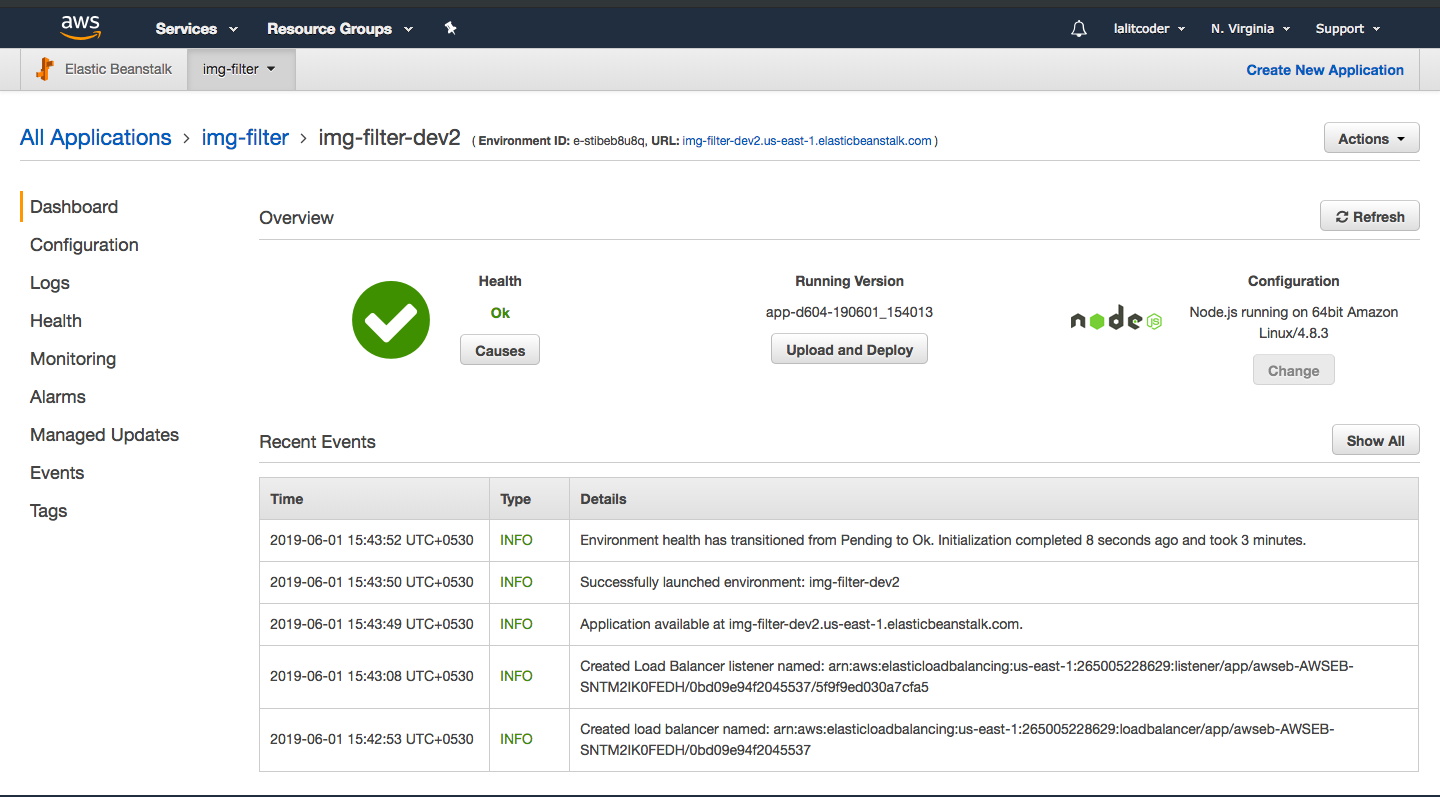 aws Services Resource Groups lalitcoder N. Virginia Support
Elastic Beanstalk img-filter Create New Application
All Applications > img-filter > img-filter-dev2 ( Environment ID: e-stibeb8u8q, URL: img-filter-dev2.us-east-1.elasticbeanstalk.com ) Actions
Dashboard
Configuration
Logs
Health
Monitoring
Alarms
Managed Updates
Events
Tags
Overview Refresh
Health
Ok
Causes
Running Version
app-d604-190601_154013
Upload and Deploy
node JS
Configuration
Node.js running on 64bit Amazon
Linux/4.8.3
Change
Recent Events Show All
Time Type Details
2019-06-01 15:43:52 UTC+0530 INFO Environment health has transitioned from Pending to Ok. Initialization completed 8 seconds ago and took 3 minutes.
2019-06-01 15:43:50 UTC+0530 INFO Successfully launched environment: img-filter-dev2
2019-06-01 15:43:49 UTC+0530 INFO Application available at img-filter-dev2.us-east-1.elasticbeanstalk.com.
2019-06-01 15:43:08 UTC+0530 INFO Created Load Balancer listener named: arn:aws:elasticloadbalancing:us-east-1:265005228629:listener/app/awseb-AWSEB-
SNTM2IK0FEDH/0bd09e94f2045537/5f9f9ed030a7cfa5
2019-06-01 15:42:53 UTC+0530 INFO Created load balancer named: arn:aws:elasticloadbalancing:us-east-1:265005228629:loadbalancer/app/awseb-AWSEB-
SNTM2IK0FEDH/0bd09e94f2045537